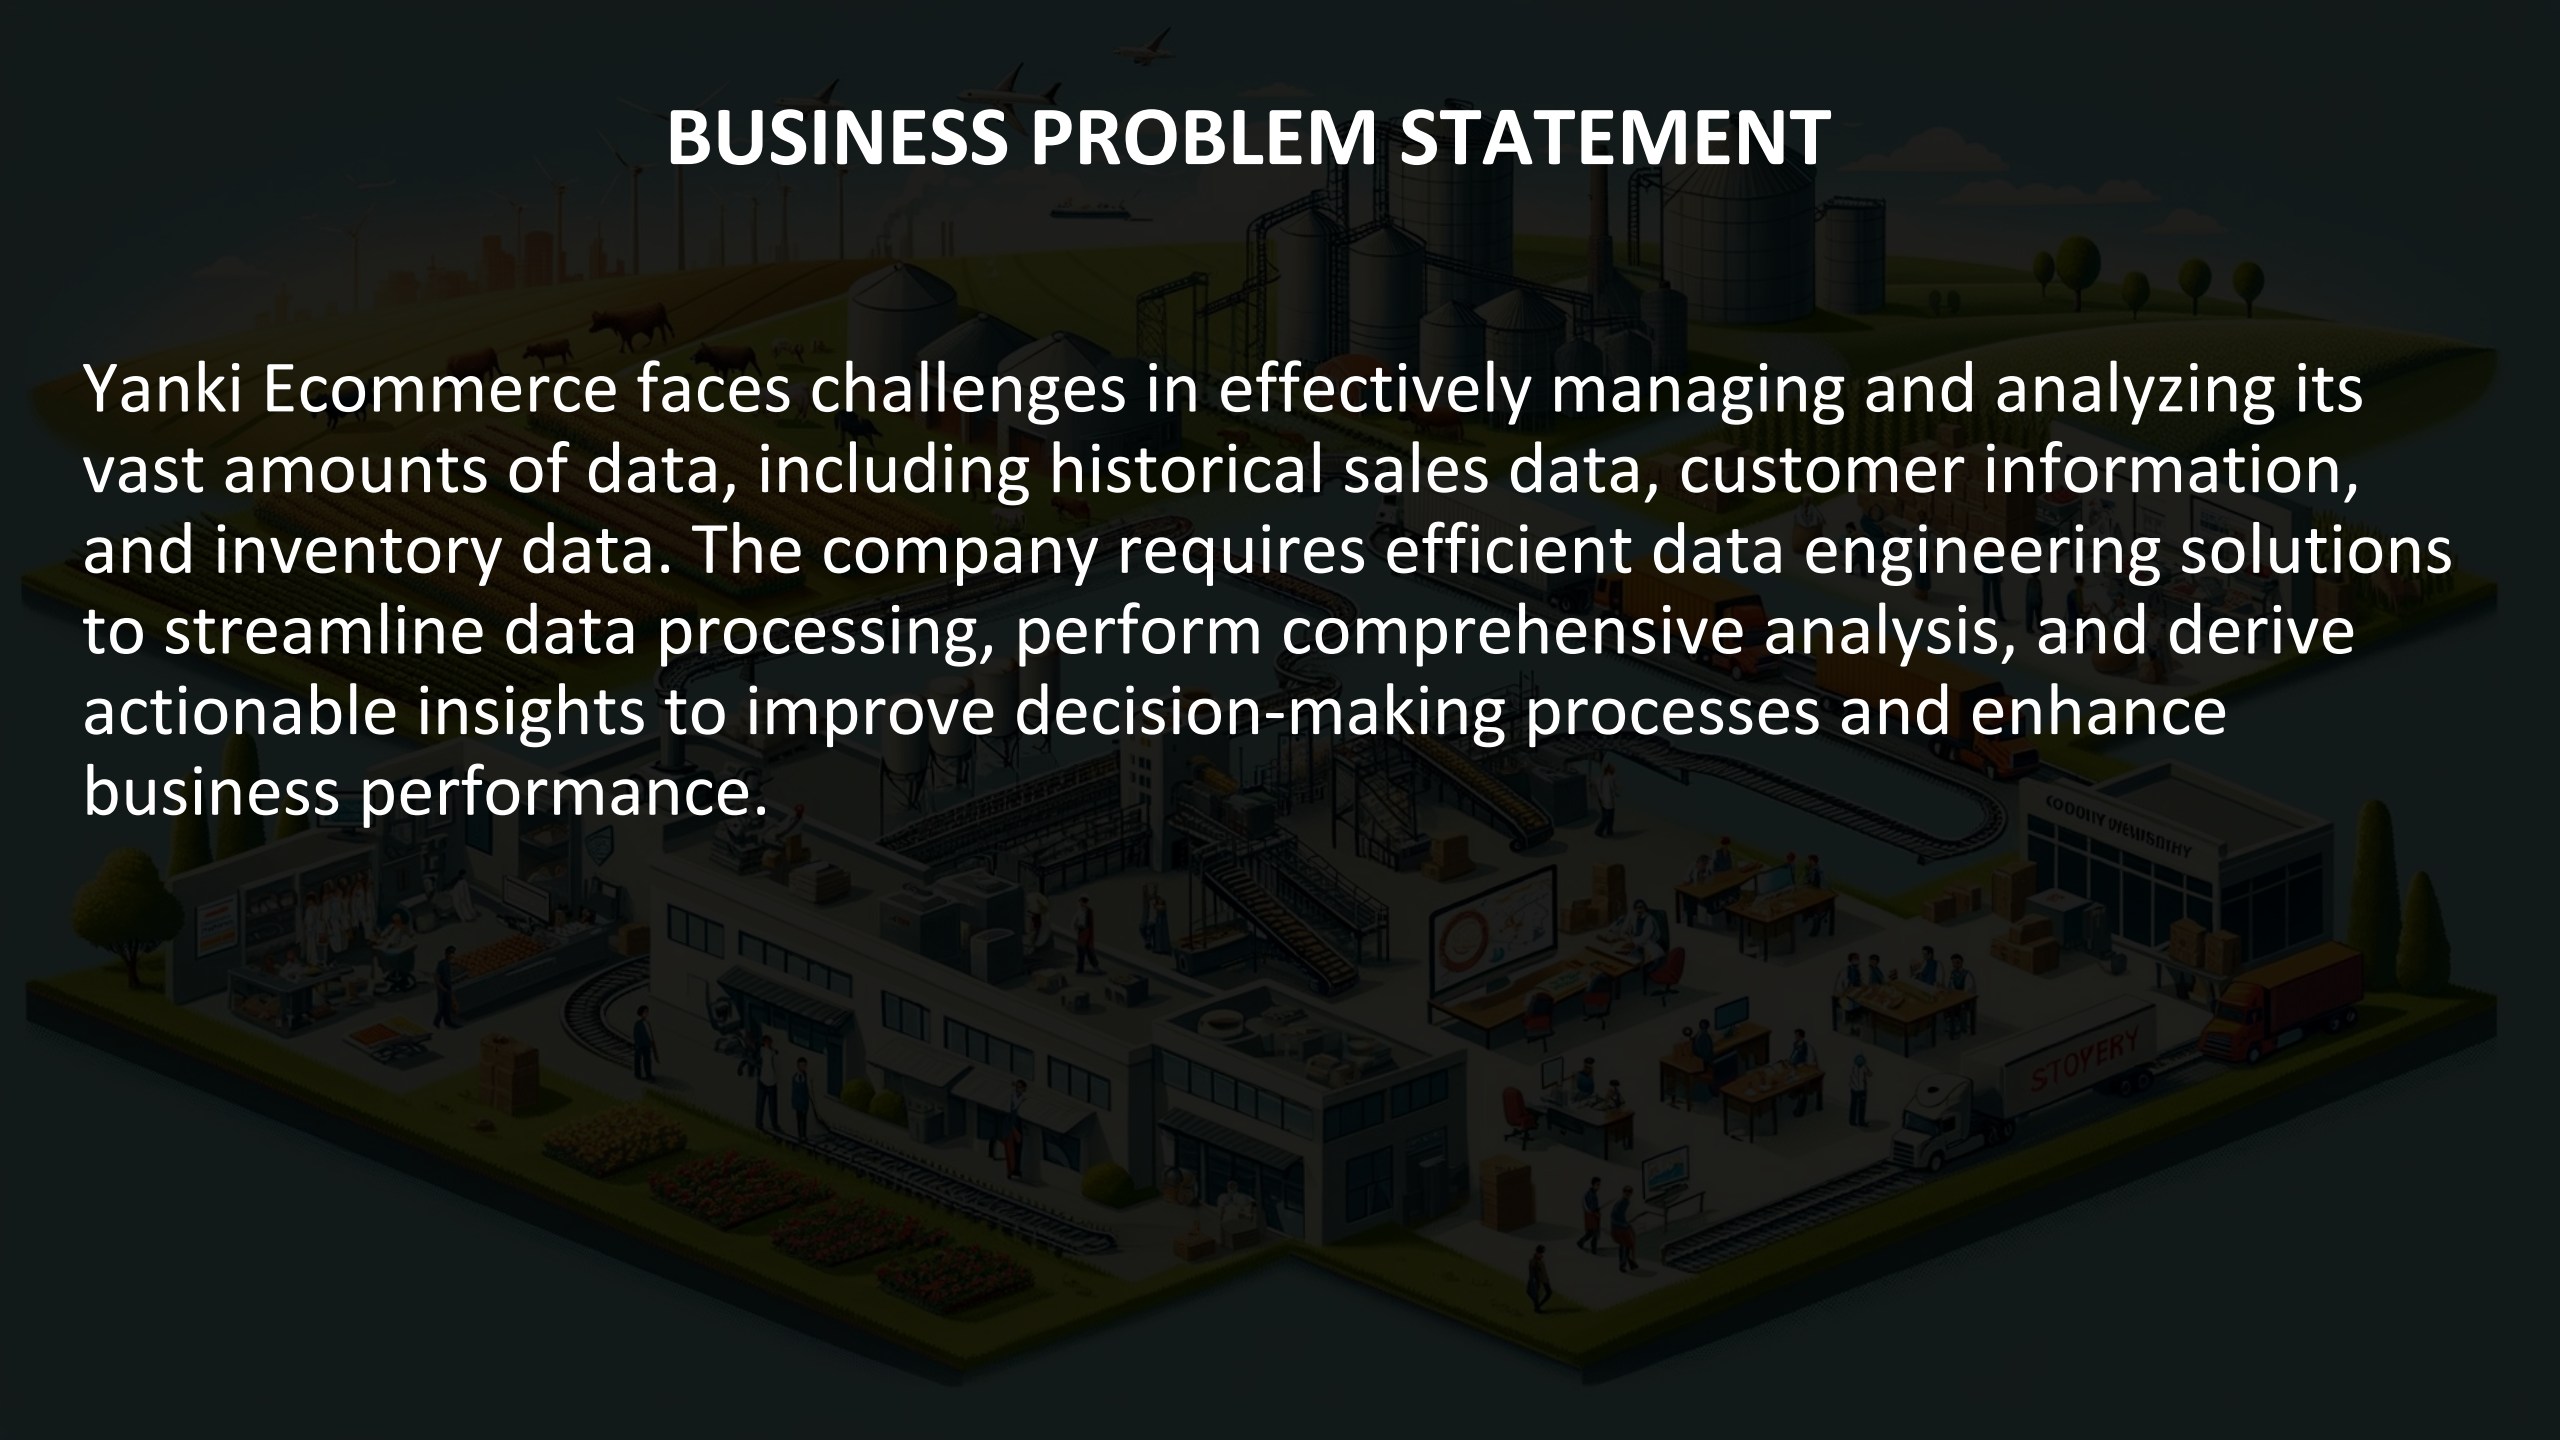 BUSINESS PROBLEM STATEMENT
Yanki Ecommerce faces challenges in effectively managing and analyzing its
vast amounts of data, including historical sales data, customer information,
and inventory data. The company requires efficient data engineering solutions
to streamline data processing, perform comprehensive analysis, and derive
actionable insights to improve decision-making processes and enhance
business performance.
STOYERY